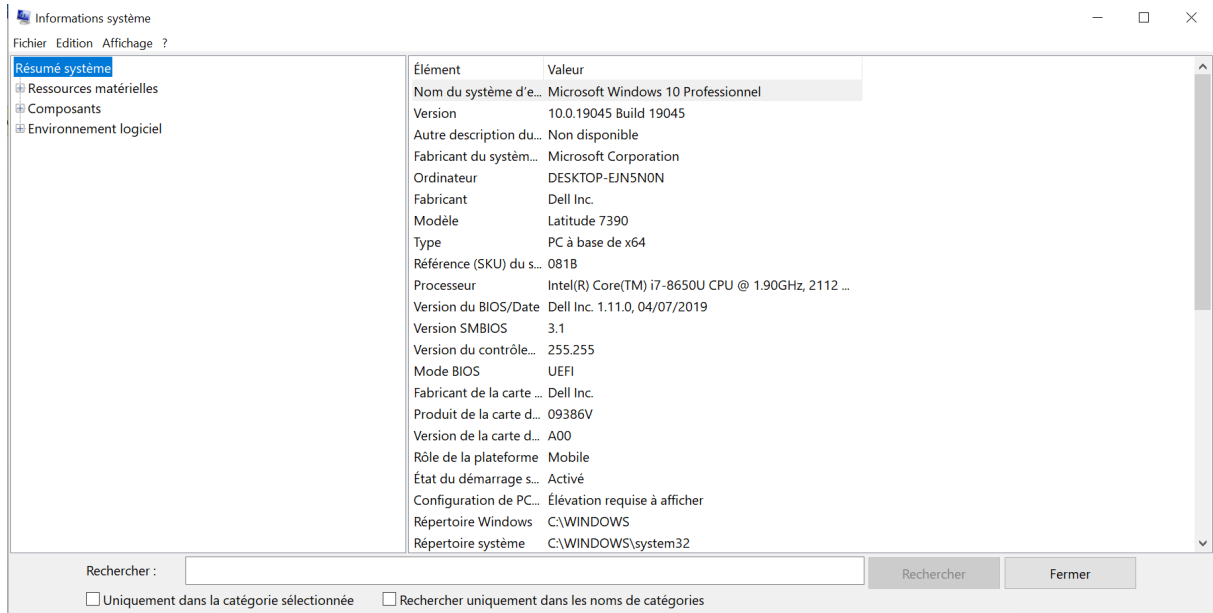 Informations système
Fichier Edition Affichage ?
Résumé système
Ressources matérielles
Composants
Environnement logiciel
Élément Valeur
Nom du système d'e... Microsoft Windows 10 Professionnel
Version 10.0.19045 Build 19045
Autre description du... Non disponible
Fabricant du systèm... Microsoft Corporation
Ordinateur DESKTOP-EJN5N0N
Fabricant Dell Inc.
Modèle Latitude 7390
Type PC à base de x64
Référence (SKU) du s... 081B
Processeur Intel(R) Core(TM) i7-8650U CPU @ 1.90GHz, 2112 ...
Version du BIOS/Date Dell Inc. 1.11.0, 04/07/2019
Version SMBIOS 3.1
Version du contrôle... 255.255
Mode BIOS UEFI
Fabricant de la carte ... Dell Inc.
Produit de la carte d... 09386V
Version de la carte d... A00
Rôle de la plateforme Mobile
État du démarrage s... Activé
Configuration de PC... Élévation requise à afficher
Répertoire Windows C:\WINDOWS
Répertoire système C:\WINDOWS\system32
Rechercher :
Rechercher
Fermer
Uniquement dans la catégorie sélectionnée
Rechercher uniquement dans les noms de catégories